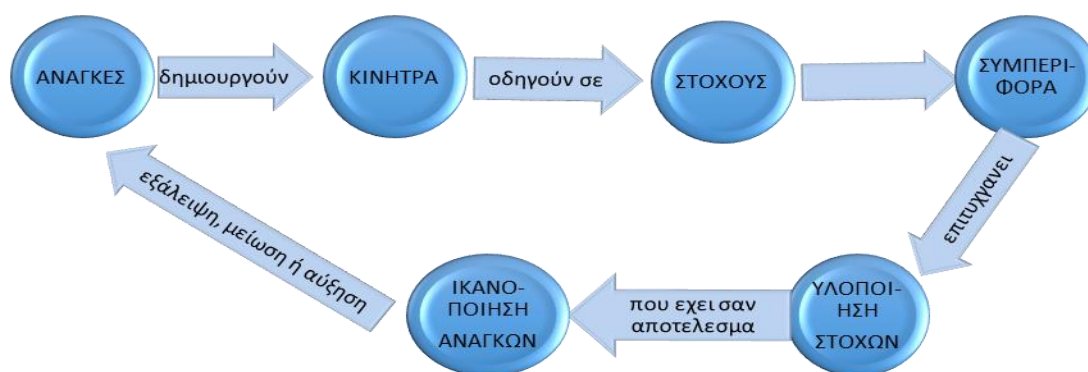 ΑΝΑΓΚΕΣ
δημιουργούν
ΚΙΝΗΤΡΑ
οδηγούν σε
ΣΤΟΧΟΥΣ
ΣΥΜΠΕΡΙ-
ΦΟΡΑ
επιτυχγανει
ΥΛΟΠΟΙ-
ΗΣΗ
ΣΤΟΧΩΝ
που εχει σαν
αποτελεσμα
ΙΚΑΝΟ-
ΠΟΙΗΣΗ
ΑΝΑΓΚΩΝ
εξάλειψη, μείωση ή αύξηση